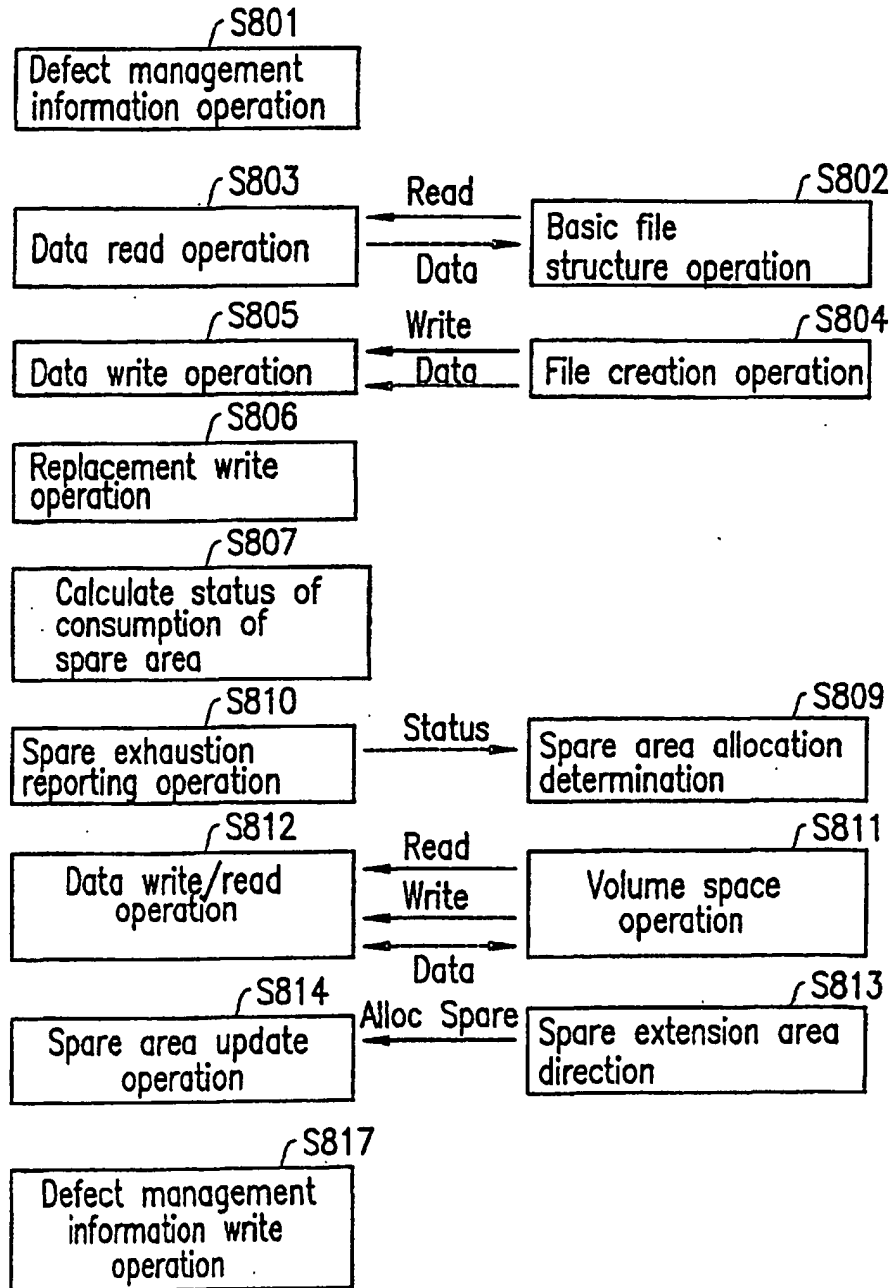 S801
Defect management
information operation
S803
Read
S802
Data read operation
Data
Basic file
structure operation
S805
Write
S804
Data write operation
Data
File creation operation
S806
Replacement write
operation
S807
Calculate status of
consumption of
spare area
S810
Status
S809
Spare exhaustion
reporting operation
Spare area allocation
determination
S812
Read
S811
Data write/read
operation
Write
Data
Volume space
operation
S814
Alloc Spare
S813
Spare area update
operation
Spare extension area
direction
S817
Defect management
information write
operation